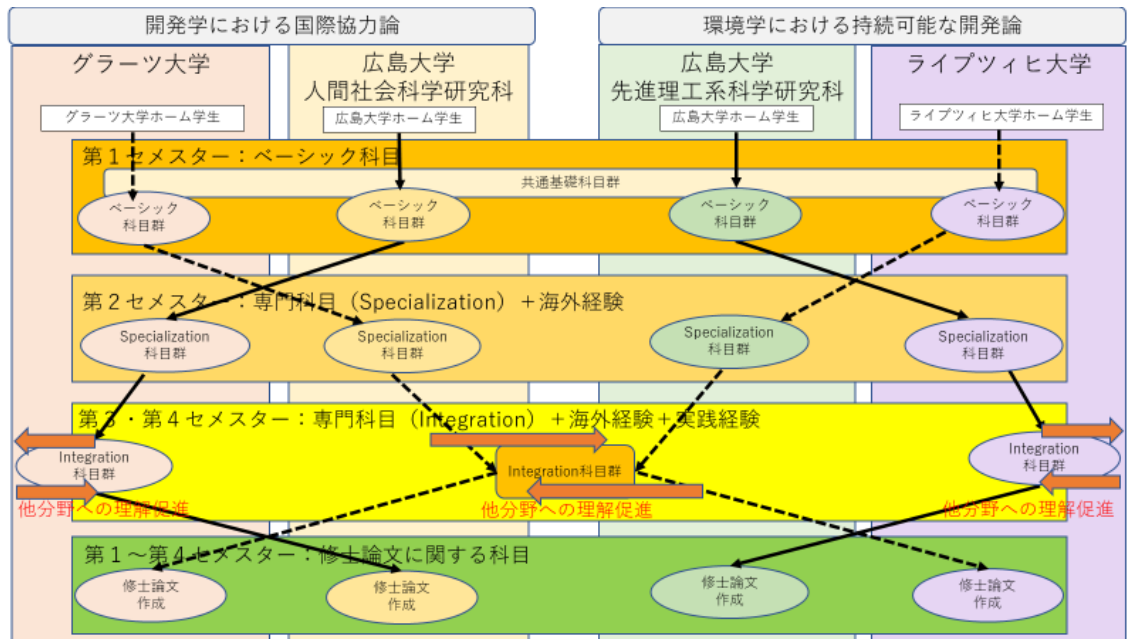 開発学における国際協力論
環境学における持続可能な開発論
グラーツ大学
広島大学
人間社会科学研究科
広島大学
先進理工系科学研究科
ライプツィヒ大学
グラーツ大学ホーム学生
広島大学ホーム学生
広島大学ホーム学生
ライプツィヒ大学ホーム学生
第1セメスター：ベーシック科目
共通基礎科目群
ベーシック
科目群
ベーシック
科目群
ベーシック
科目群
ベーシック
科目群
第2セメスター：専門科目（Specialization）＋海外経験
Specialization
科目群
Specialization
科目群
Specialization
科目群
Specialization
科目群
第3・第4セメスター：専門科目（Integration）＋海外経験＋実践経験
Integration
科目群
Integration科目群
Integration
科目群
他分野への理解促進
他分野への理解促進
他分野への理解促進
第1～第4セメスター：修士論文に関する科目
修士論文
作成
修士論文
作成
修士論文
作成
修士論文
作成